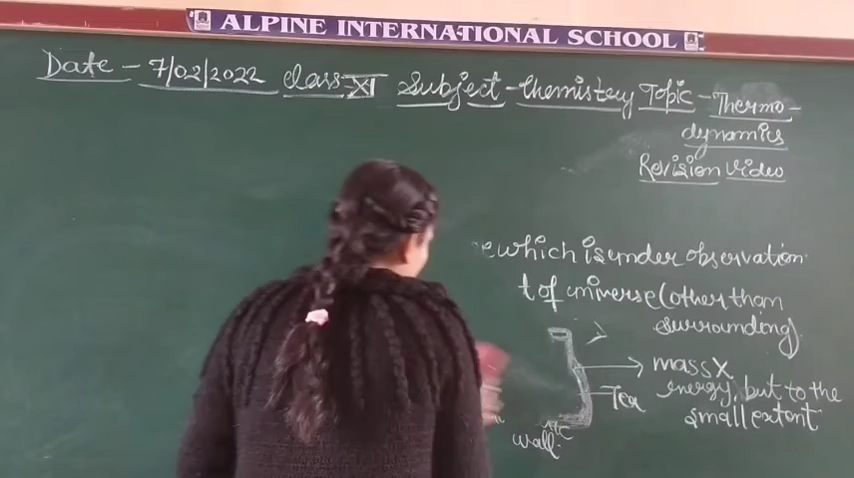 ALPINE INTERNATIONAL SCHOOL
Date - 7/02/2022 Class-XI Subject-Chemistry Topic-Thermo-
dynamics
Revision Video
e which is under observation
t of universe (other than
surrounding)
mass X
energy, but to the
Tea
small extent
wall